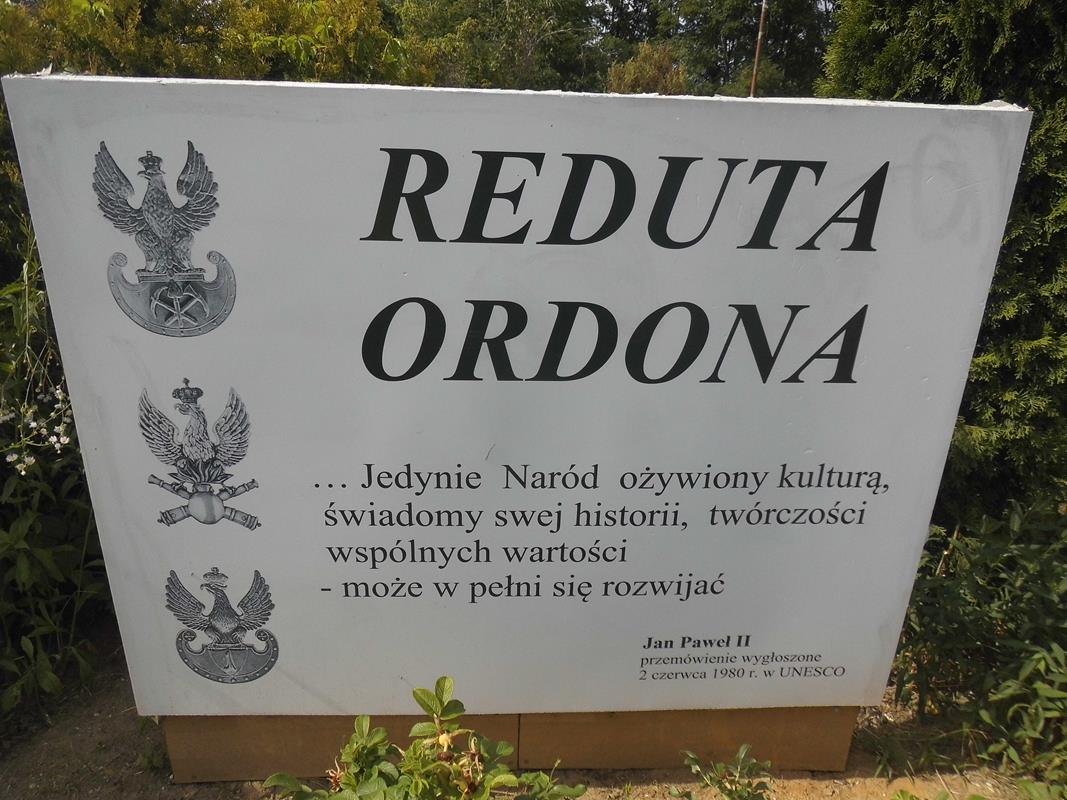 REDUTA
ORDONA
… Jedynie Naród ożywiony kulturą,
świadomy swej historii, twórczości
wspólnych wartości
- może w pełni się rozwijać
Jan Paweł II
przemówienie wygłoszone
2 czerwca 1980 r. w UNESCO